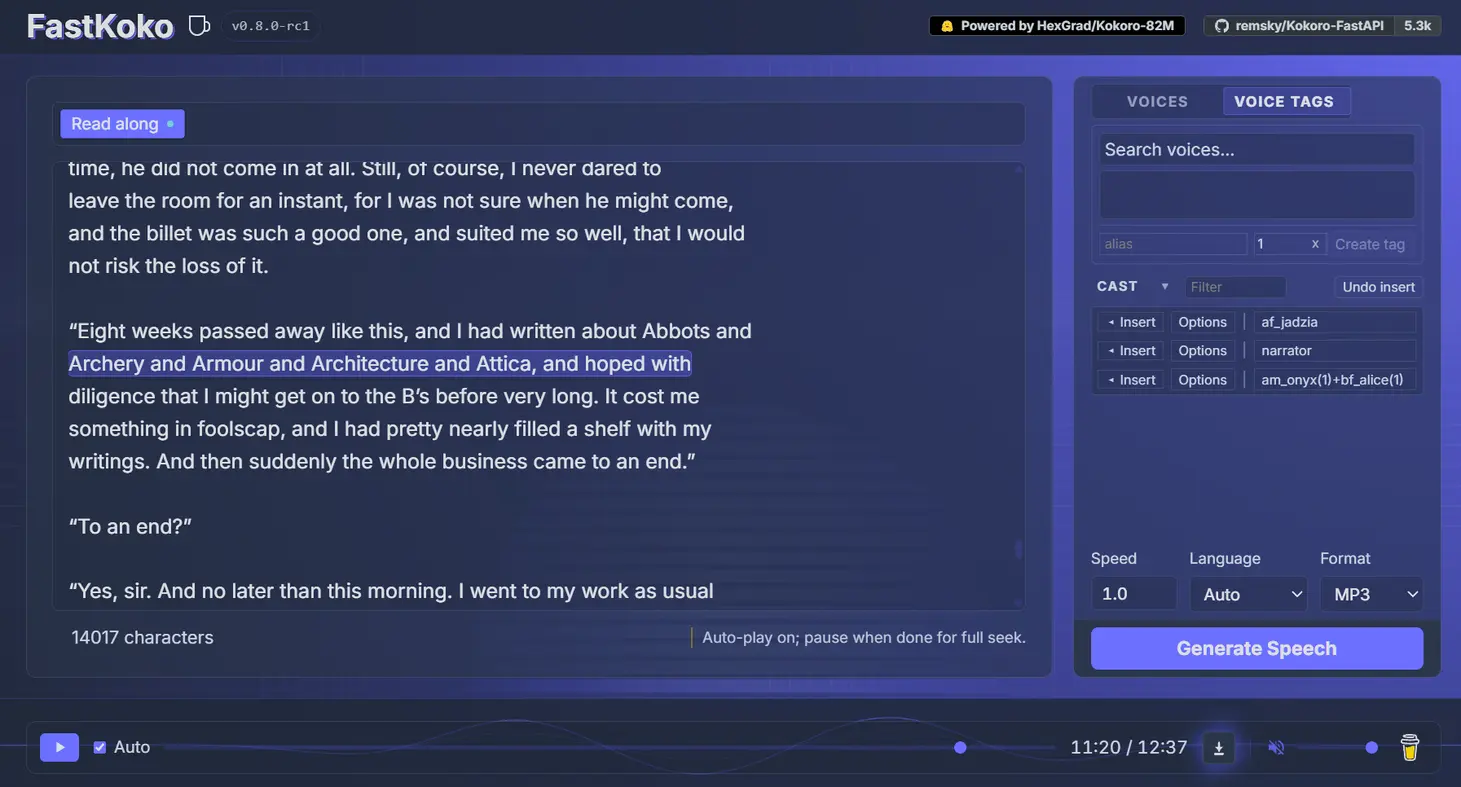 FastKoko
v0.8.0-rc1
Powered by HexGrad/Kokoro-82M
remsky/Kokoro-FastAPI 5.3k
Read along
time, he did not come in at all. Still, of course, I never dared to
leave the room for an instant, for I was not sure when he might come,
and the billet was such a good one, and suited me so well, that I would
not risk the loss of it.
“Eight weeks passed away like this, and I had written about Abbots and
Archery and Armour and Architecture and Attica, and hoped with
diligence that I might get on to the B’s before very long. It cost me
something in foolscap, and I had pretty nearly filled a shelf with my
writings. And then suddenly the whole business came to an end.”
“To an end?”
“Yes, sir. And no later than this morning. I went to my work as usual
14017 characters
Auto-play on; pause when done for full seek.
VOICES
VOICE TAGS
Search voices...
alias
1 x
Create tag
CAST ▼
Filter
Undo insert
Insert Options | af_jadzia
Insert Options | narrator
Insert Options | am_onyx(1)+bf_alice(1)
Speed Language Format
1.0 Auto MP3
Generate Speech
Auto
11:20 / 12:37